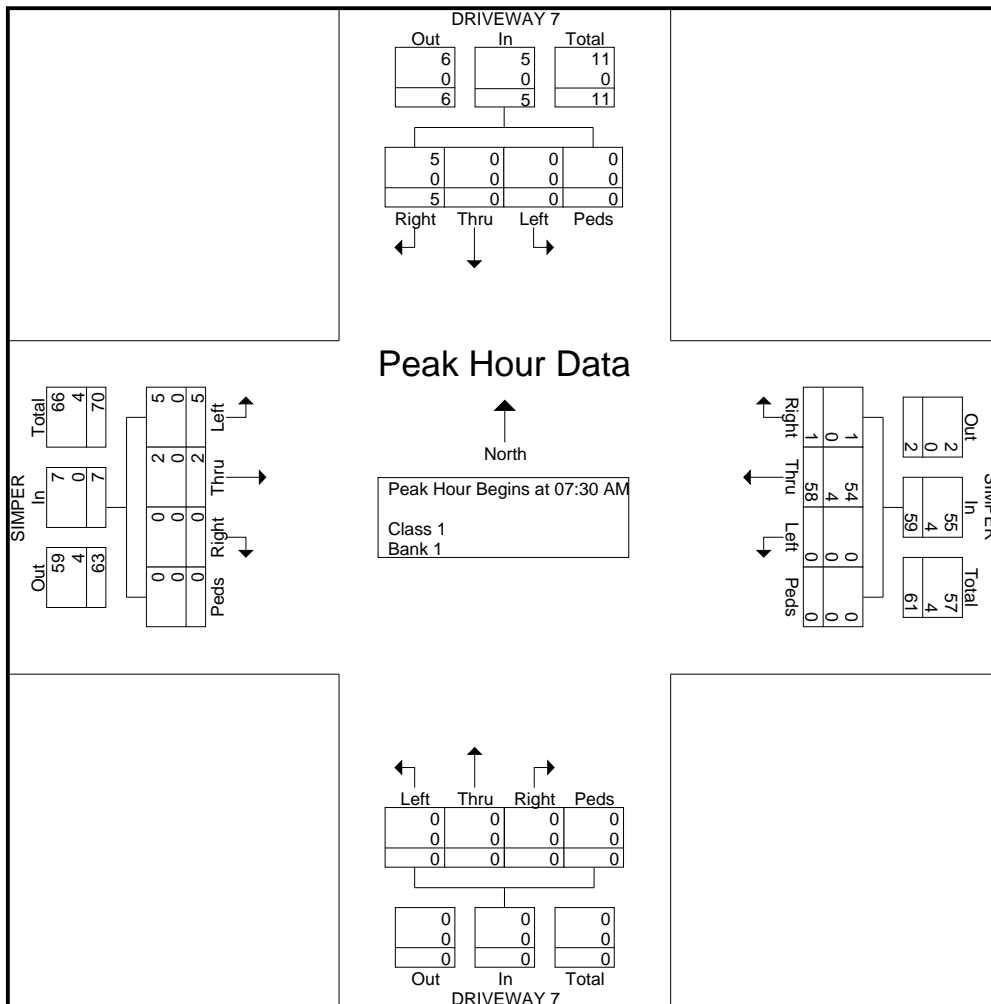 DRIVEWAY 7
Out In Total
6 5 11
0 0 0
6 5 11
5 0 0 0
0 0 0 0
5 0 0 0
Right Thru Left Peds
Peak Hour Data
North
Peak Hour Begins at 07:30 AM
Class 1
Bank 1
SIMPER
Out In Total
59 7 66
4 0 4
63 7 70
Peds Right Thru Left
0 0 2 5
0 0 0 0
0 0 2 5
SIMPER
Out In Total
2 55 57
0 4 4
2 59 61
Right Thru Left Peds
1 54 0 0
0 4 0 0
1 58 0 0
Left Thru Right Peds
0 0 0 0
0 0 0 0
0 0 0 0
0 0 0
0 0 0
0 0 0
Out In Total
DRIVEWAY 7